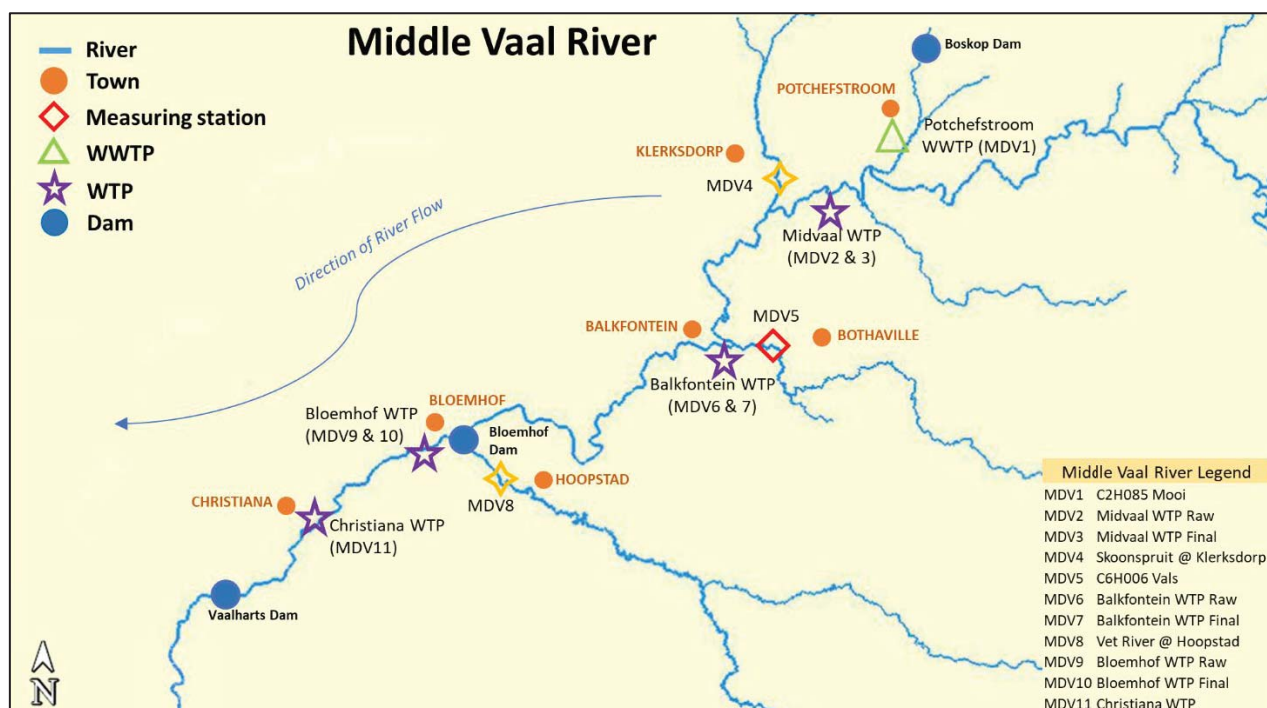 Middle Vaal River
River
Town
Measuring station
WWTP
WTP
Dam
Direction of River Flow
Boskop Dam
POTCHEFSTROOM
Potchefstroom
WWTP (MDV1)
KLERKSDORP
MDV4
Midvaal WTP
(MDV2 & 3)
MDV5
BALKFONTEIN
BOTHAVILLE
Balkfontein WTP
(MDV6 & 7)
BLOEMHOF
Bloemhof WTP
(MDV9 & 10)
Bloemhof
Dam
HOOPSTAD
MDV8
CHRISTIANA
Christiana WTP
(MDV11)
Vaalharts Dam
N
Middle Vaal River Legend
MDV1 C2H085 Mooi
MDV2 Midvaal WTP Raw
MDV3 Midvaal WTP Final
MDV4 Skoonspruit @ Klerksdorp
MDV5 C6H006 Vals
MDV6 Balkfontein WTP Raw
MDV7 Balkfontein WTP Final
MDV8 Vet River @ Hoopstad
MDV9 Bloemhof WTP Raw
MDV10 Bloemhof WTP Final
MDV11 Christiana WTP